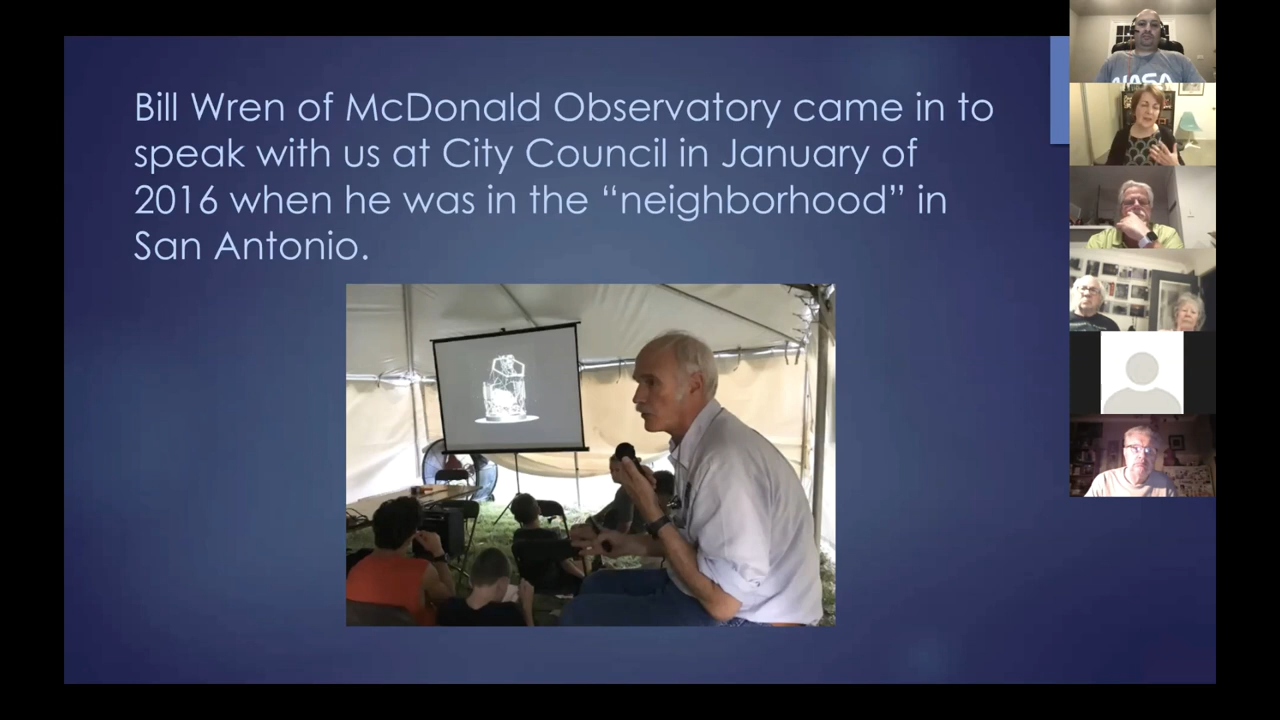 Bill Wren of McDonald Observatory came in to
speak with us at City Council in January of
2016 when he was in the “neighborhood” in
San Antonio.
NASA